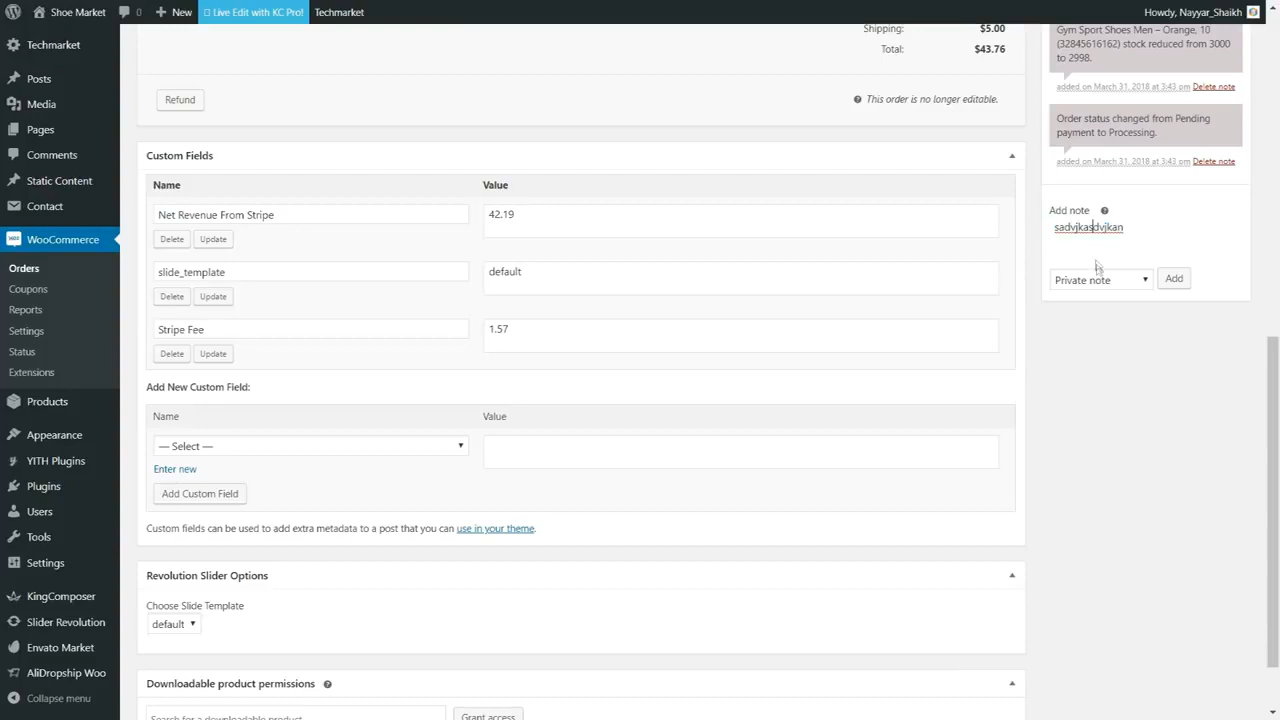 Shoe Market
0
New
Live Edit with KC Pro!
Techmarket
Howdy, Nayyar_Shaikh
Techmarket
Posts
Media
Pages
Comments
Static Content
Contact
WooCommerce
Orders
Coupons
Reports
Settings
Status
Extensions
Products
Appearance
YITH Plugins
Plugins
Users
Tools
Settings
KingComposer
Slider Revolution
Envato Market
AliDropship Woo
Collapse menu
Shipping: $5.00
Total: $43.76
Refund
This order is no longer editable.
Custom Fields
Name Value
Net Revenue From Stripe 42.19
Delete Update
slide_template default
Delete Update
Stripe Fee 1.57
Delete Update
Add New Custom Field:
Name Value
— Select —
Enter new
Add Custom Field
Custom fields can be used to add extra metadata to a post that you can use in your theme.
Revolution Slider Options
Choose Slide Template
default
Downloadable product permissions
Search for a downloadable product
Grant access
Gym Sport Shoes Men – Orange, 10
(32845616162) stock reduced from 3000
to 2998.
added on March 31, 2018 at 3:43 pm Delete note
Order status changed from Pending
payment to Processing.
added on March 31, 2018 at 3:43 pm Delete note
Add note
sadvjkasdvjkan
Private note
Add